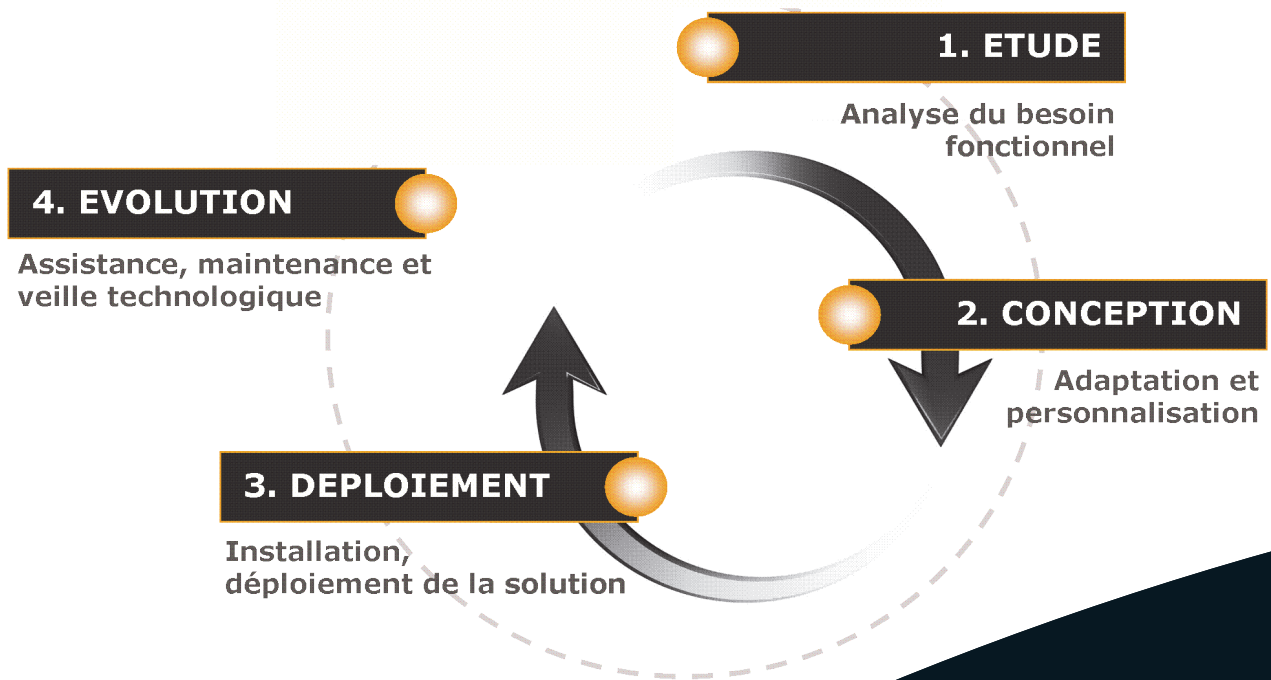 1. ETUDE
Analyse du besoin
fonctionnel
2. CONCEPTION
Adaptation et
personnalisation
3. DEPLOIEMENT
Installation,
déploiement de la solution
4. EVOLUTION
Assistance, maintenance et
veille technologique